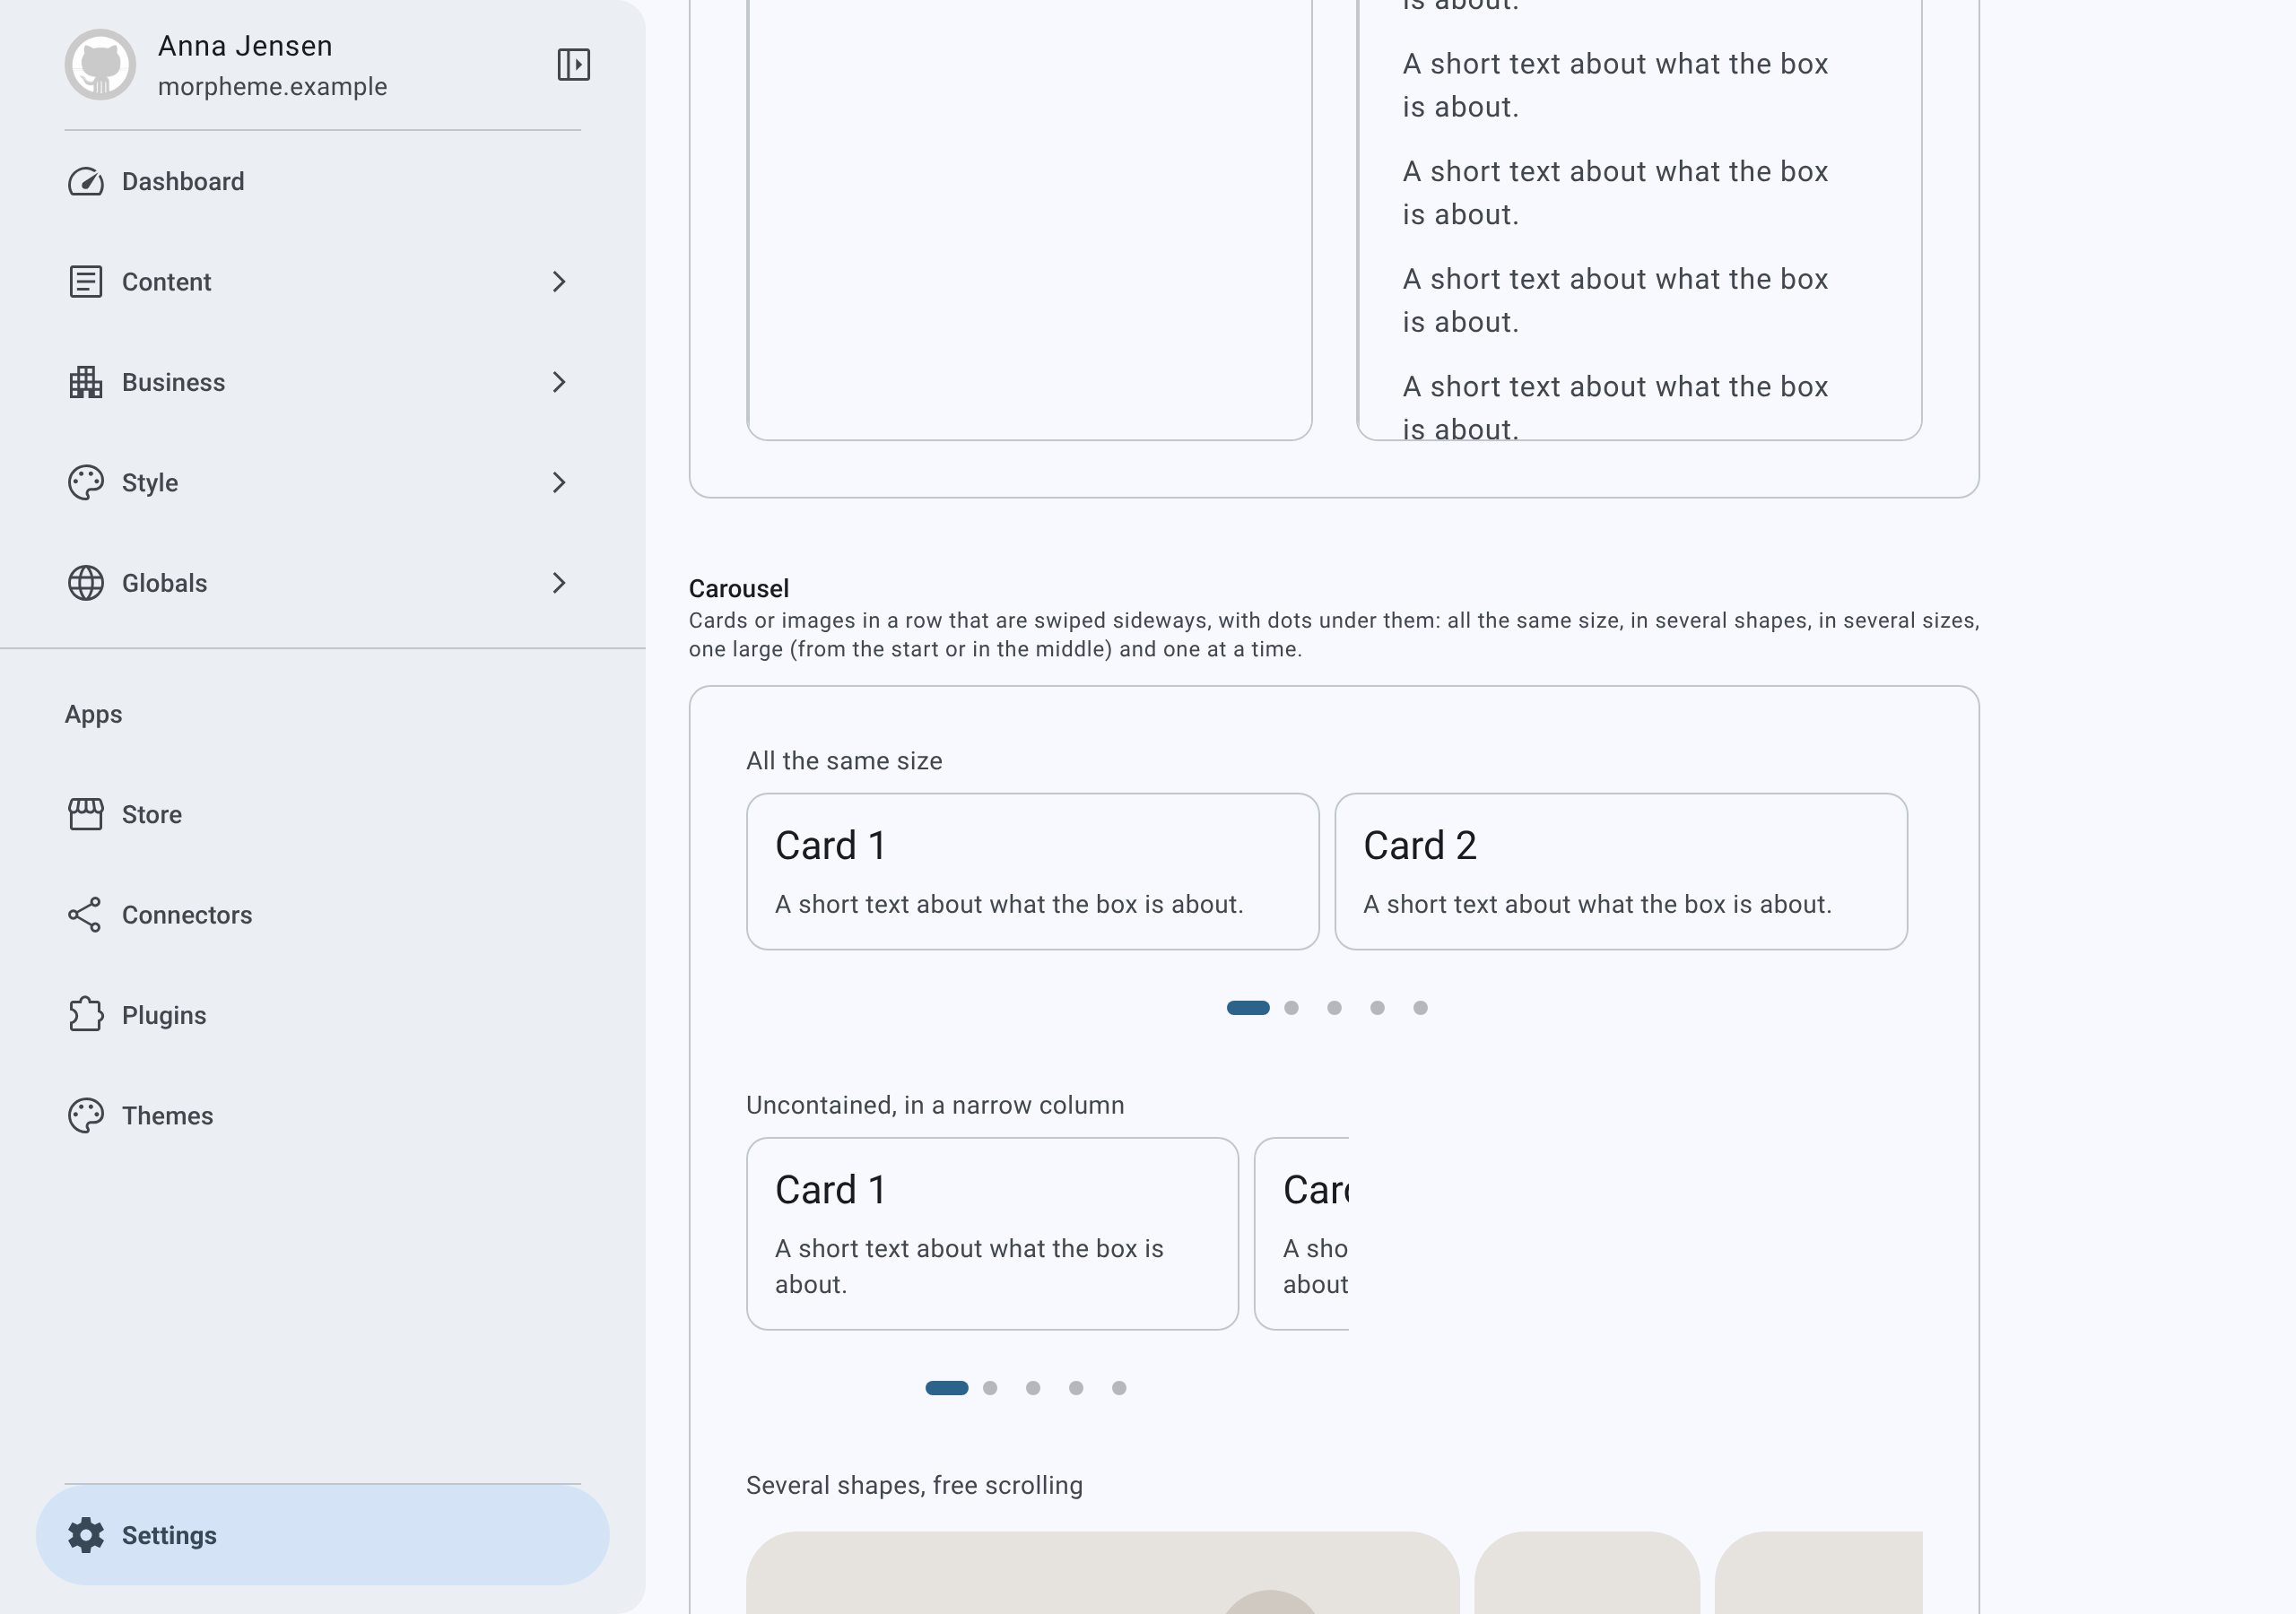 Anna Jensen
morpheme.example
Dashboard
Content
Business
Style
Globals
Apps
Store
Connectors
Plugins
Themes
Settings
is about.
A short text about what the box
is about.
A short text about what the box
is about.
A short text about what the box
is about.
A short text about what the box
is about.
Carousel
Cards or images in a row that are swiped sideways, with dots under them: all the same size, in several shapes, in several sizes,
one large (from the start or in the middle) and one at a time.
All the same size
Card 1
A short text about what the box is about.
Card 2
A short text about what the box is about.
Uncontained, in a narrow column
Card 1
A short text about what the box is
about.
Car
A sho
about
Several shapes, free scrolling